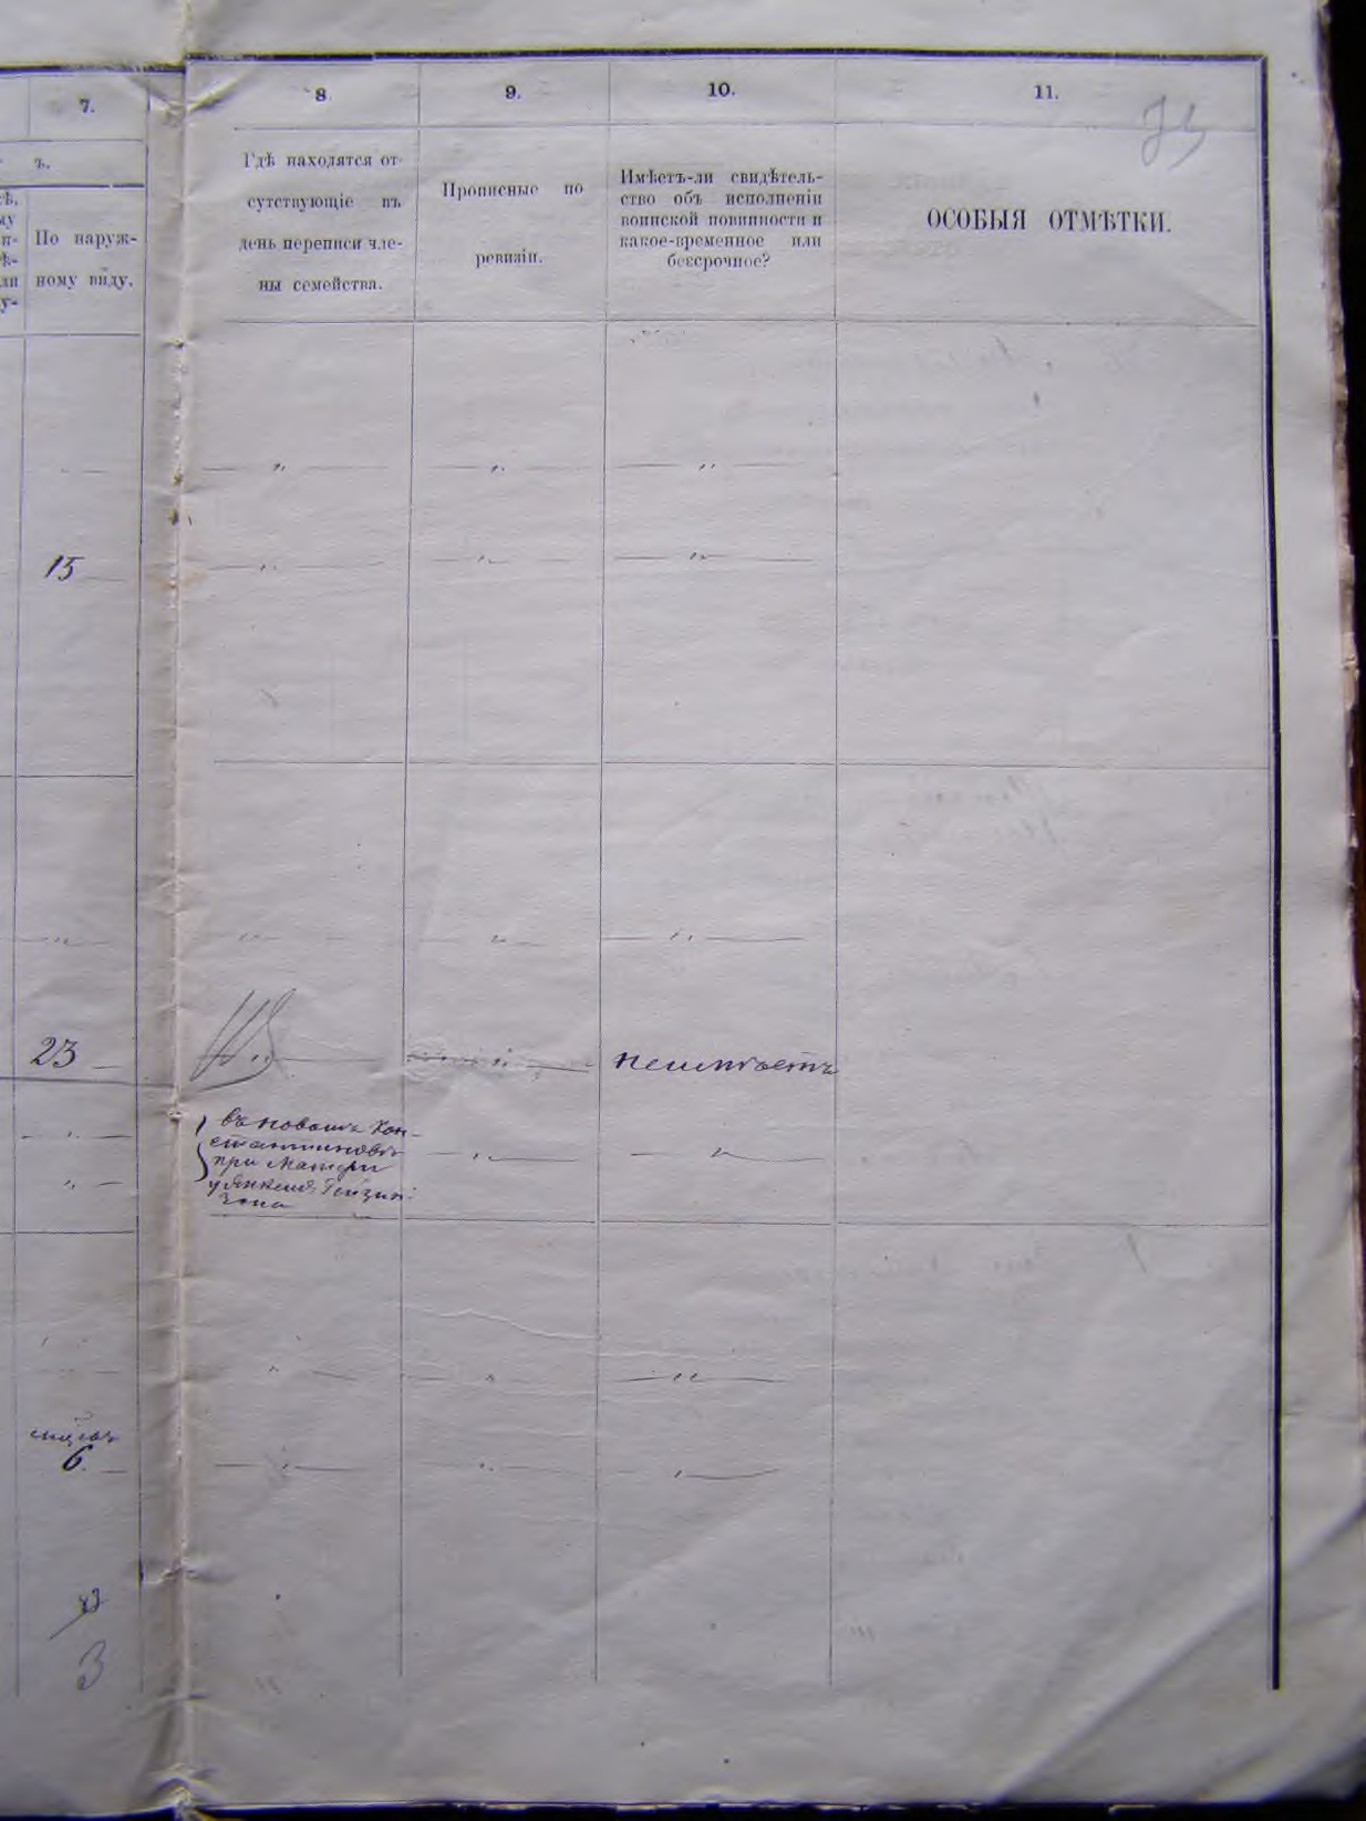 7.
8.
9.
10.
11.
ъ.
По наруж-
ному виду.
Гдѣ находятся от-
сутствующіе въ
день переписи чле-
ны семейства.
Прописные по
ревизіи.
Имѣетъ-ли свидѣтель-
ство объ исполненіи
воинской повинности и
какое-временное или
безсрочное?
ОСОБЫЯ ОТМѢТКИ.
15
23
неимѣетъ
въ новомъ Кон-
стантиновѣ
при Матери
у Янкеля
6
3